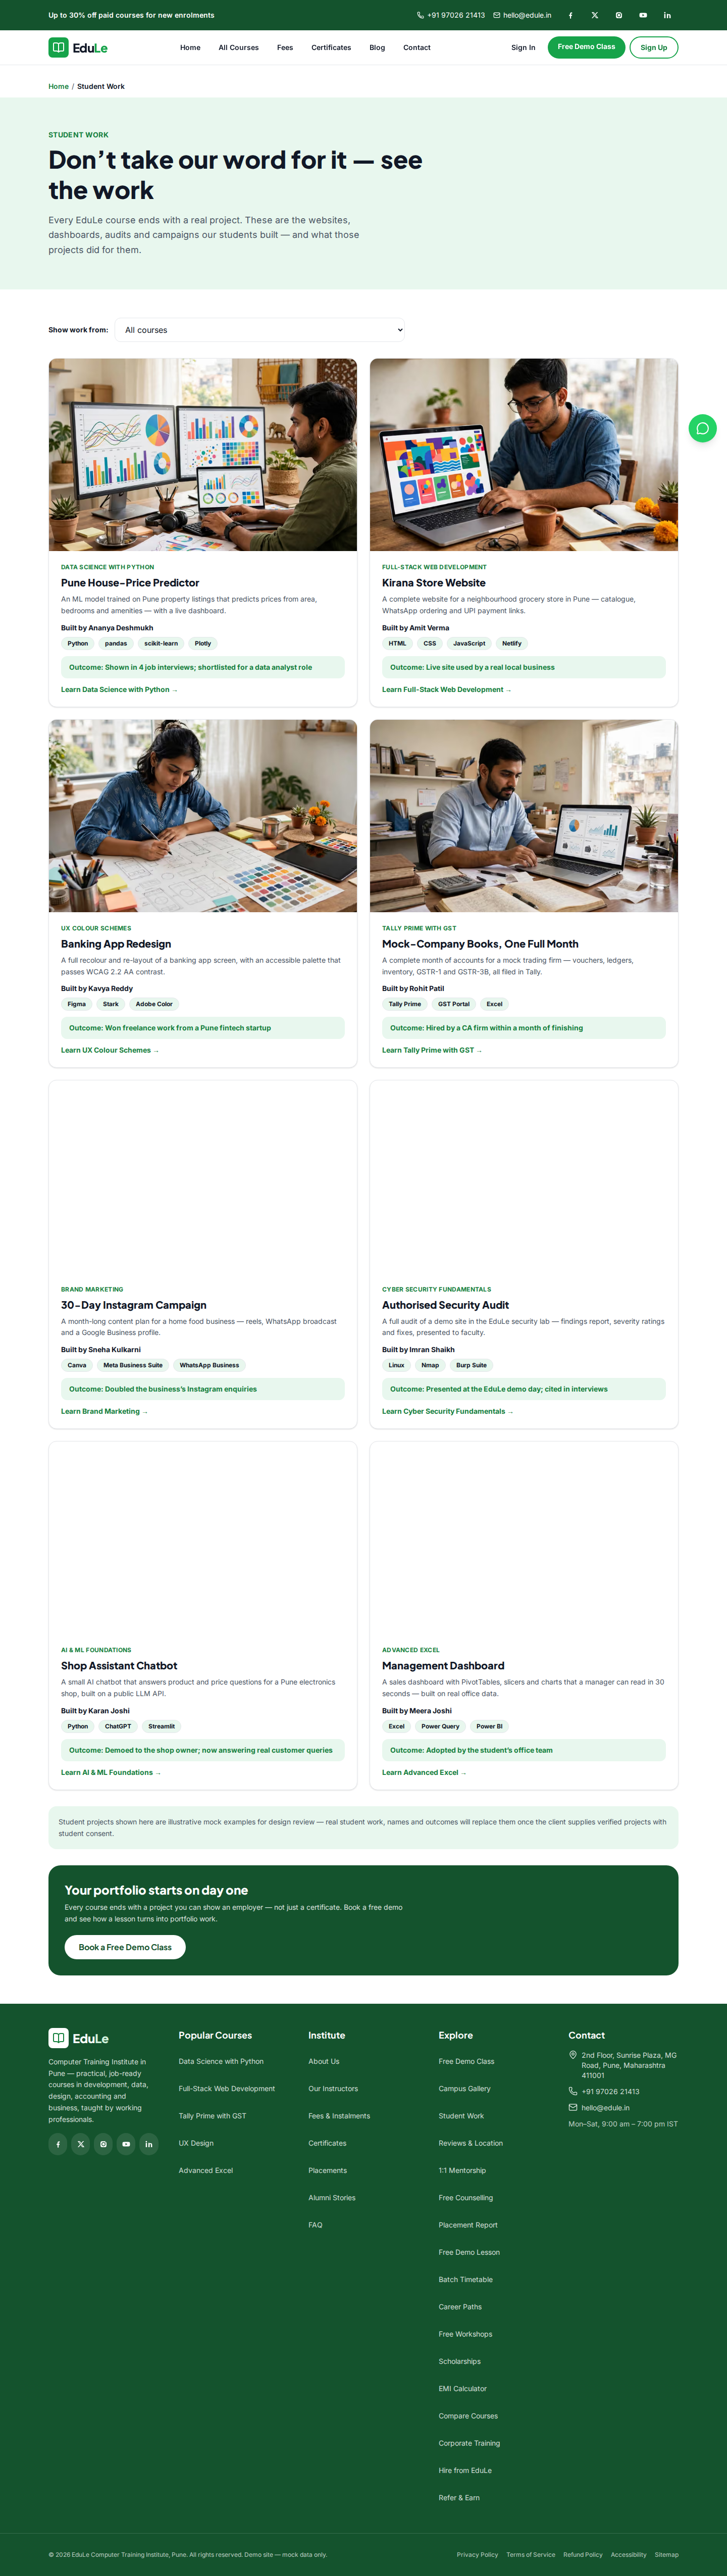 Up to 30% off paid courses for new enrolments
+91 97026 21413
hello@edule.in
EduLe
Home
All Courses
Fees
Certificates
Blog
Contact
Sign In
Free Demo Class
Sign Up
Home / Student Work
STUDENT WORK
Don’t take our word for it — see
the work
Every EduLe course ends with a real project. These are the websites,
dashboards, audits and campaigns our students built — and what those
projects did for them.
Show work from:
All courses
DATA SCIENCE WITH PYTHON
Pune House-Price Predictor
An ML model trained on Pune property listings that predicts prices from area,
bedrooms and amenities — with a live dashboard.
Built by Ananya Deshmukh
Python
pandas
scikit-learn
Plotly
Outcome: Shown in 4 job interviews; shortlisted for a data analyst role
Learn Data Science with Python →
FULL-STACK WEB DEVELOPMENT
Kirana Store Website
A complete website for a neighbourhood grocery store in Pune — catalogue,
WhatsApp ordering and UPI payment links.
Built by Amit Verma
HTML
CSS
JavaScript
Netlify
Outcome: Live site used by a real local business
Learn Full-Stack Web Development →
UX COLOUR SCHEMES
Banking App Redesign
A full recolour and re-layout of a banking app screen, with an accessible palette that
passes WCAG 2.2 AA contrast.
Built by Kavya Reddy
Figma
Stark
Adobe Color
Outcome: Won freelance work from a Pune fintech startup
Learn UX Colour Schemes →
TALLY PRIME WITH GST
Mock-Company Books, One Full Month
A complete month of accounts for a mock trading firm — vouchers, ledgers,
inventory, GSTR-1 and GSTR-3B, all filed in Tally.
Built by Rohit Patil
Tally Prime
GST Portal
Excel
Outcome: Hired by a CA firm within a month of finishing
Learn Tally Prime with GST →
BRAND MARKETING
30-Day Instagram Campaign
A month-long content plan for a home food business — reels, WhatsApp broadcast
and a Google Business profile.
Built by Sneha Kulkarni
Canva
Meta Business Suite
WhatsApp Business
Outcome: Doubled the business’s Instagram enquiries
Learn Brand Marketing →
CYBER SECURITY FUNDAMENTALS
Authorised Security Audit
A full audit of a demo site in the EduLe security lab — findings report, severity ratings
and fixes, presented to faculty.
Built by Imran Shaikh
Linux
Nmap
Burp Suite
Outcome: Presented at the EduLe demo day; cited in interviews
Learn Cyber Security Fundamentals →
AI & ML FOUNDATIONS
Shop Assistant Chatbot
A small AI chatbot that answers product and price questions for a Pune electronics
shop, built on a public LLM API.
Built by Karan Joshi
Python
ChatGPT
Streamlit
Outcome: Demoed to the shop owner; now answering real customer queries
Learn AI & ML Foundations →
ADVANCED EXCEL
Management Dashboard
A sales dashboard with PivotTables, slicers and charts that a manager can read in 30
seconds — built on real office data.
Built by Meera Joshi
Excel
Power Query
Power BI
Outcome: Adopted by the student’s office team
Learn Advanced Excel →
Student projects shown here are illustrative mock examples for design review — real student work, names and outcomes will replace them once the client supplies verified projects with
student consent.
Your portfolio starts on day one
Every course ends with a project you can show an employer — not just a certificate. Book a free demo
and see how a lesson turns into portfolio work.
Book a Free Demo Class
EduLe
Computer Training Institute in
Pune — practical, job-ready
courses in development, data,
design, accounting and
business, taught by working
professionals.
Popular Courses
Data Science with Python
Full-Stack Web Development
Tally Prime with GST
UX Design
Advanced Excel
Institute
About Us
Our Instructors
Fees & Instalments
Certificates
Placements
Alumni Stories
FAQ
Explore
Free Demo Class
Campus Gallery
Student Work
Reviews & Location
1:1 Mentorship
Free Counselling
Placement Report
Free Demo Lesson
Batch Timetable
Career Paths
Free Workshops
Scholarships
EMI Calculator
Compare Courses
Corporate Training
Hire from EduLe
Refer & Earn
Contact
2nd Floor, Sunrise Plaza, MG
Road, Pune, Maharashtra
411001
+91 97026 21413
hello@edule.in
Mon–Sat, 9:00 am – 7:00 pm IST
© 2026 EduLe Computer Training Institute, Pune. All rights reserved. Demo site — mock data only.
Privacy Policy
Terms of Service
Refund Policy
Accessibility
Sitemap